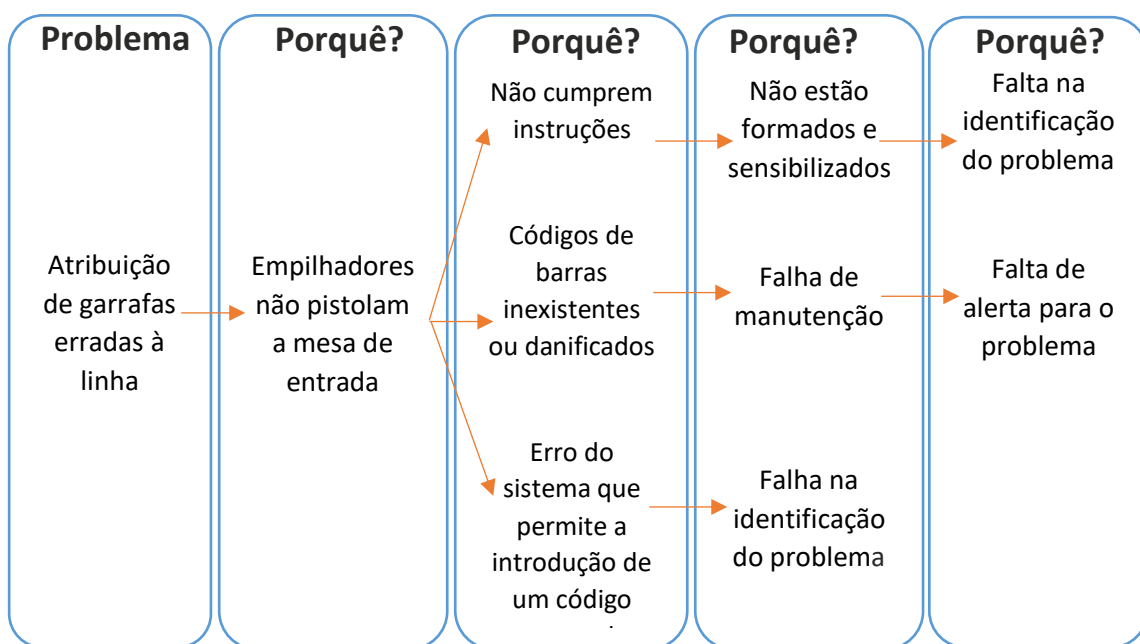 Problema
Atribuição
de garrafas
erradas à
linha
Porquê?
Empilhadores
não pistolam
a mesa de
entrada
Porquê?
Não cumprem
instruções
Códigos de
barras
inexistentes
ou danificados
Erro do
sistema que
permite a
introdução de
um código
Porquê?
Não estão
formados e
sensibilizados
Falha de
manutenção
Falha na
identificação
do problema
Porquê?
Falta na
identificação
do problema
Falta de
alerta para o
problema